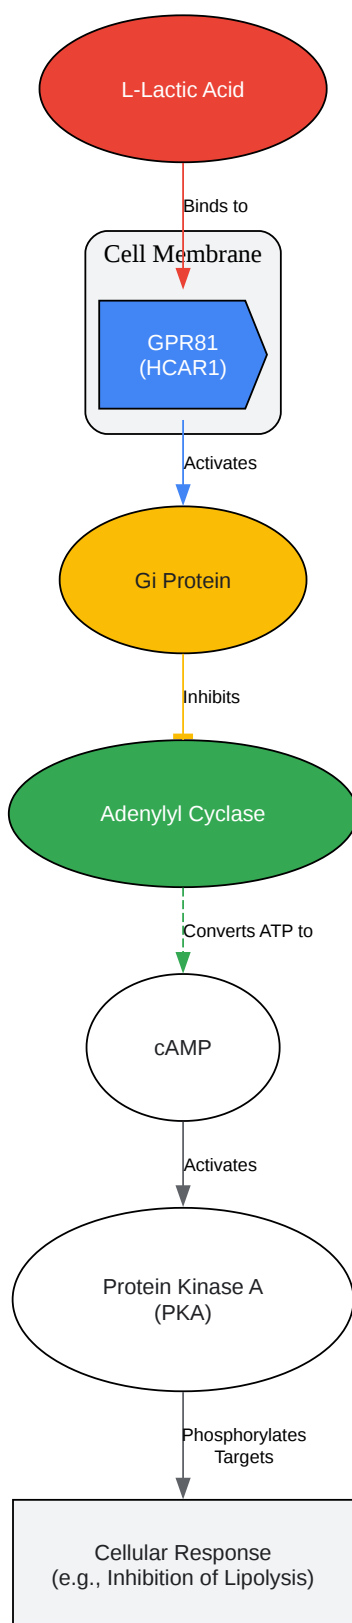 L-Lactic Acid
Binds to
Cell Membrane
GPR81
(HCAR1)
Activates
Gi Protein
Inhibits
Adenylyl Cyclase
Converts ATP to
cAMP
Activates
Protein Kinase A
(PKA)
Phosphorylates
Targets
Cellular Response
(e.g., Inhibition of Lipolysis)